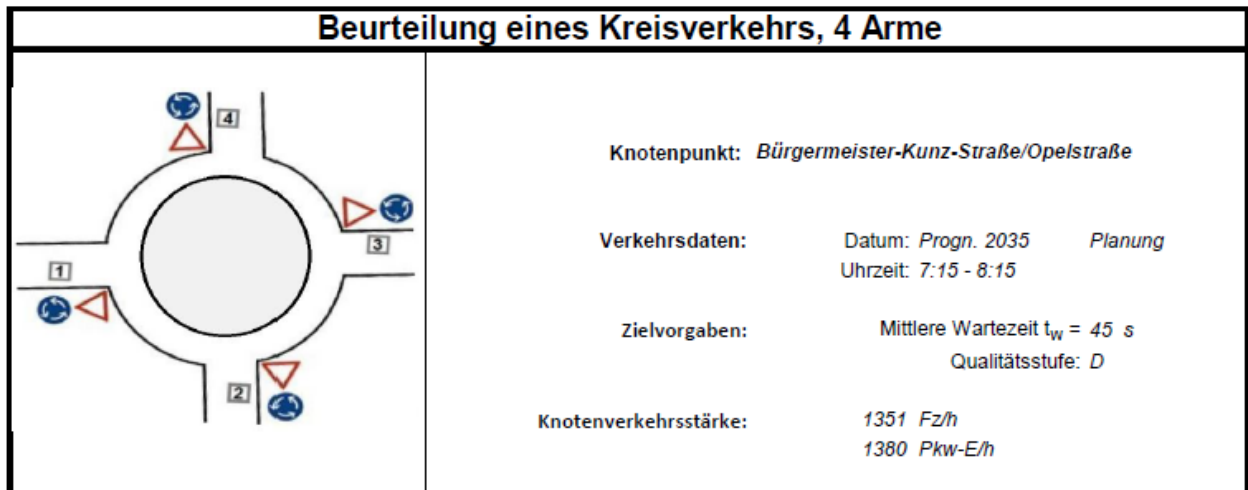 Beurteilung eines Kreisverkehrs, 4 Arme
4
3
1
2
Knotenpunkt: Bürgermeister-Kunz-Straße/Opelstraße
Verkehrsdaten: Datum: Progn. 2035 Planung
Uhrzeit: 7:15 - 8:15
Zielvorgaben: Mittlere Wartezeit tw = 45 s
Qualitätsstufe: D
Knotenverkehrsstärke: 1351 Fz/h
1380 Pkw-E/h